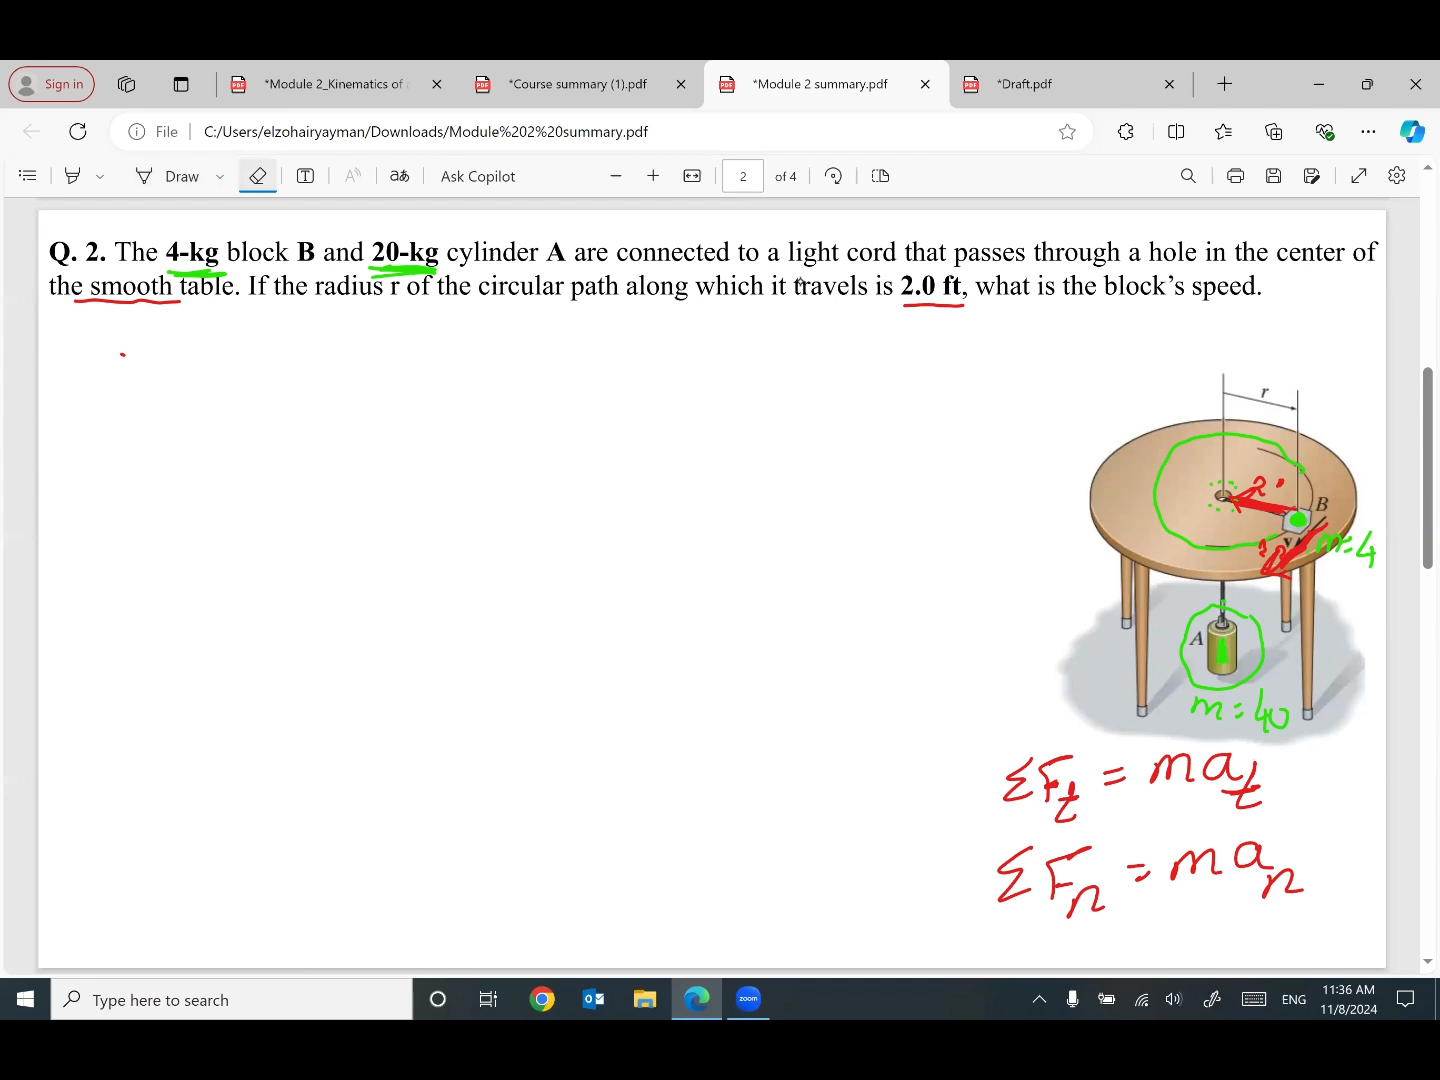 Sign in
*Module 2_Kinematics of
*Course summary (1).pdf
*Module 2 summary.pdf
*Draft.pdf
File
C:/Users/elzohairyayman/Downloads/Module%202%20summary.pdf
Draw
Ask Copilot
2
of 4
Q. 2. The 4-kg block B and 20-kg cylinder A are connected to a light cord that passes through a hole in the center of
the smooth table. If the radius r of the circular path along which it travels is 2.0 ft, what is the block’s speed.
r
2
B
v
m=4
A
m=40
ΣFt = mat
ΣFn = man
Type here to search
zoom
ENG
11:36 AM
11/8/2024